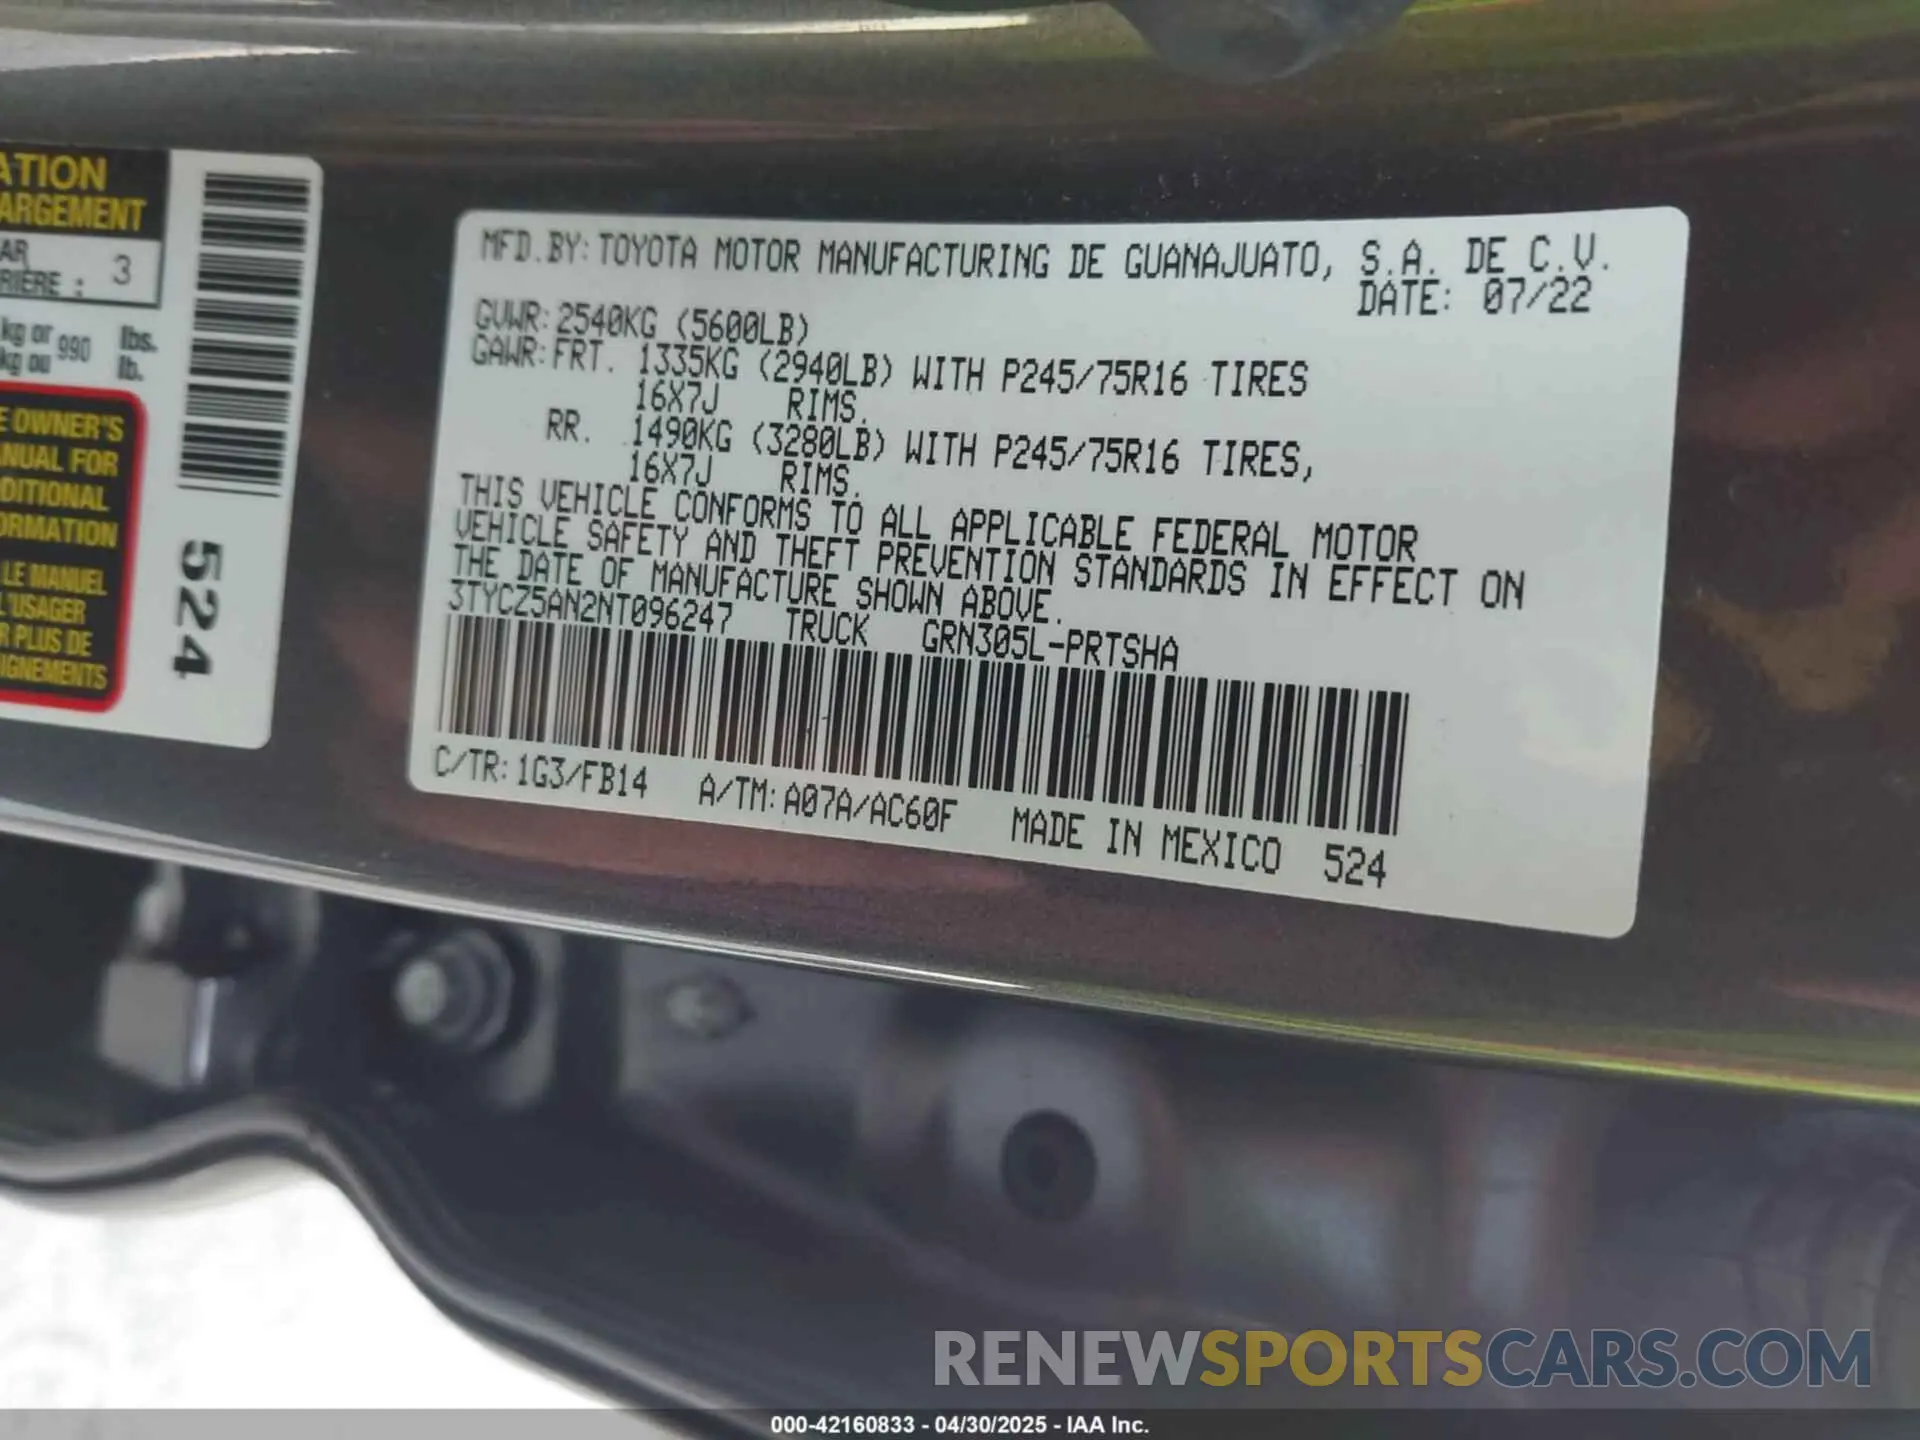 ATION
ARGEMENT
AR
RIÈRE : 3
kg or 990 lbs.
kg ou lb.
E OWNER'S
NUAL FOR
DITIONAL
ORMATION
LE MANUEL
L'USAGER
R PLUS DE
IGNEMENTS
524
MFD.BY: TOYOTA MOTOR MANUFACTURING DE GUANAJUATO, S.A. DE C.V.
DATE: 07/22
GVWR: 2540KG (5600LB)
GAWR: FRT. 1335KG (2940LB) WITH P245/75R16 TIRES
16X7J RIMS.
RR. 1490KG (3280LB) WITH P245/75R16 TIRES,
16X7J RIMS.
THIS VEHICLE CONFORMS TO ALL APPLICABLE FEDERAL MOTOR
VEHICLE SAFETY AND THEFT PREVENTION STANDARDS IN EFFECT ON
THE DATE OF MANUFACTURE SHOWN ABOVE.
3TYCZ5AN2NT096247 TRUCK GRN305L-PRTSHA
C/TR: 1G3/FB14 A/TM: A07A/AC60F MADE IN MEXICO 524
RENEWSPORTSCARS.COM
000-42160833 - 04/30/2025 - IAA Inc.